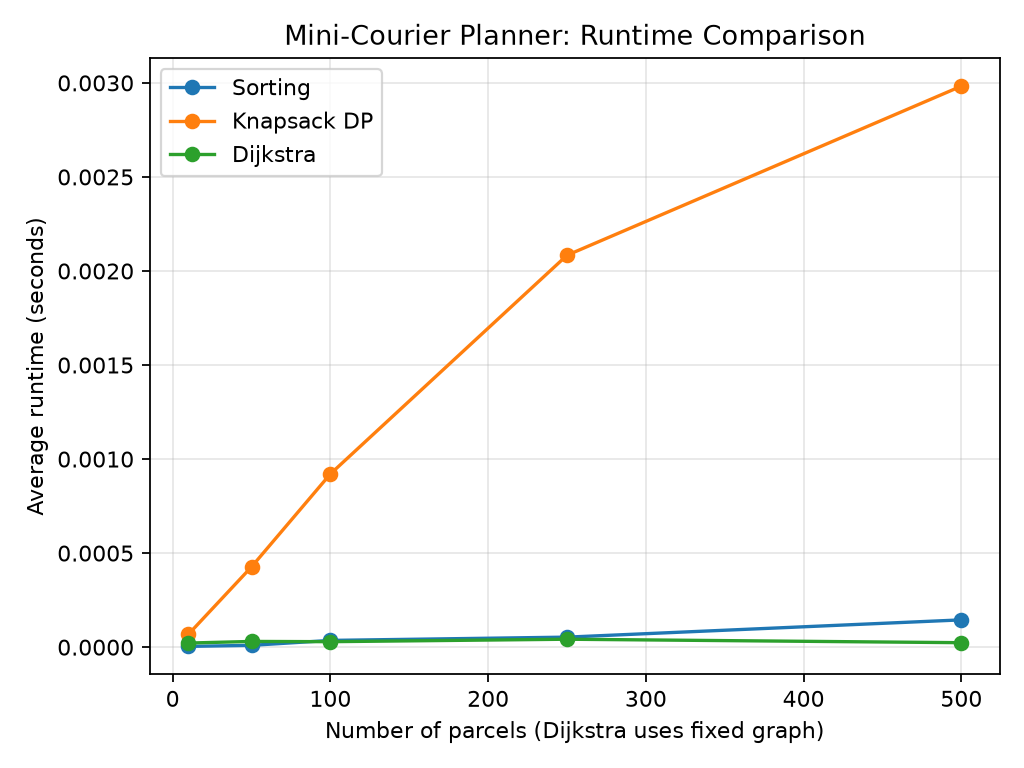 Mini-Courier Planner: Runtime Comparison
Sorting
Knapsack DP
Dijkstra
0.0030
0.0025
0.0020
0.0015
0.0010
0.0005
0.0000
Average runtime (seconds)
0 100 200 300 400 500
Number of parcels (Dijkstra uses fixed graph)